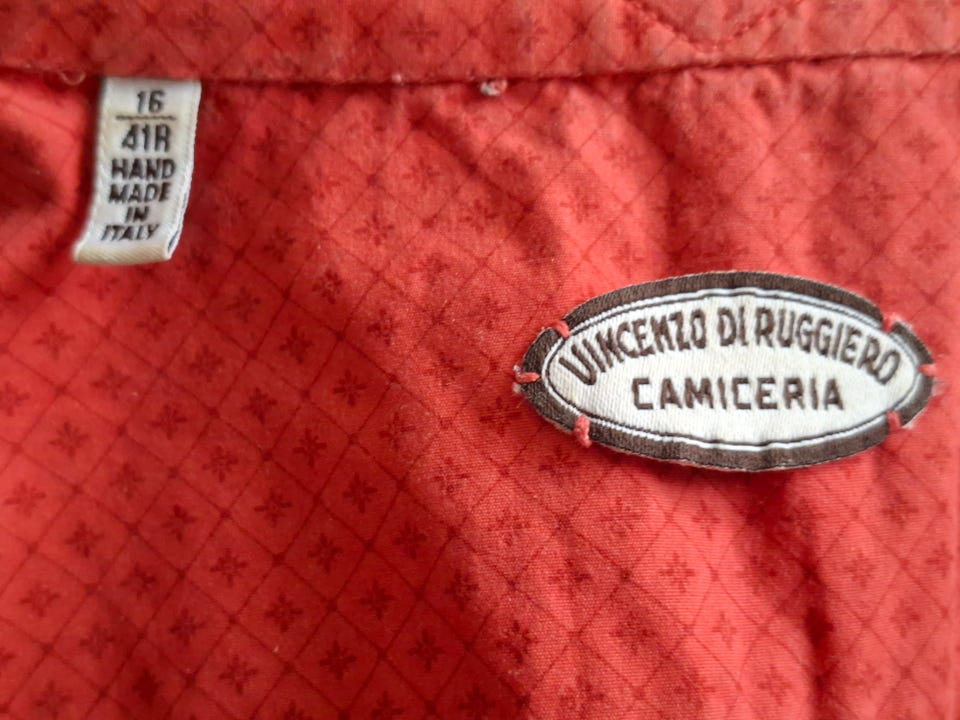 16
41R
HAND
MADE
IN
ITALY
VINCENZO DI RUGGIERO
CAMICERIA